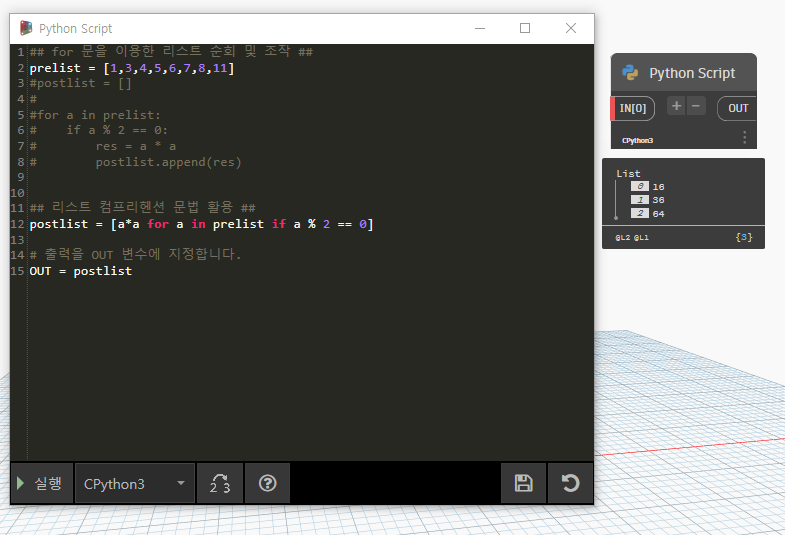 Python Script
1 ## for 문을 이용한 리스트 순회 및 조작 ##
2 prelist = [1,3,4,5,6,7,8,11]
3 #postlist = []
4 #
5 #for a in prelist:
6 #    if a % 2 == 0:
7 #        res = a * a
8 #        postlist.append(res)
9
10
11 ## 리스트 컴프리헨션 문법 활용 ##
12 postlist = [a*a for a in prelist if a % 2 == 0]
13
14 # 출력을 OUT 변수에 지정합니다.
15 OUT = postlist
실행
CPython3
2 3
Python Script
IN[0] + − OUT
CPython3
List
0 16
1 36
2 64
@L2 @L1 {3}